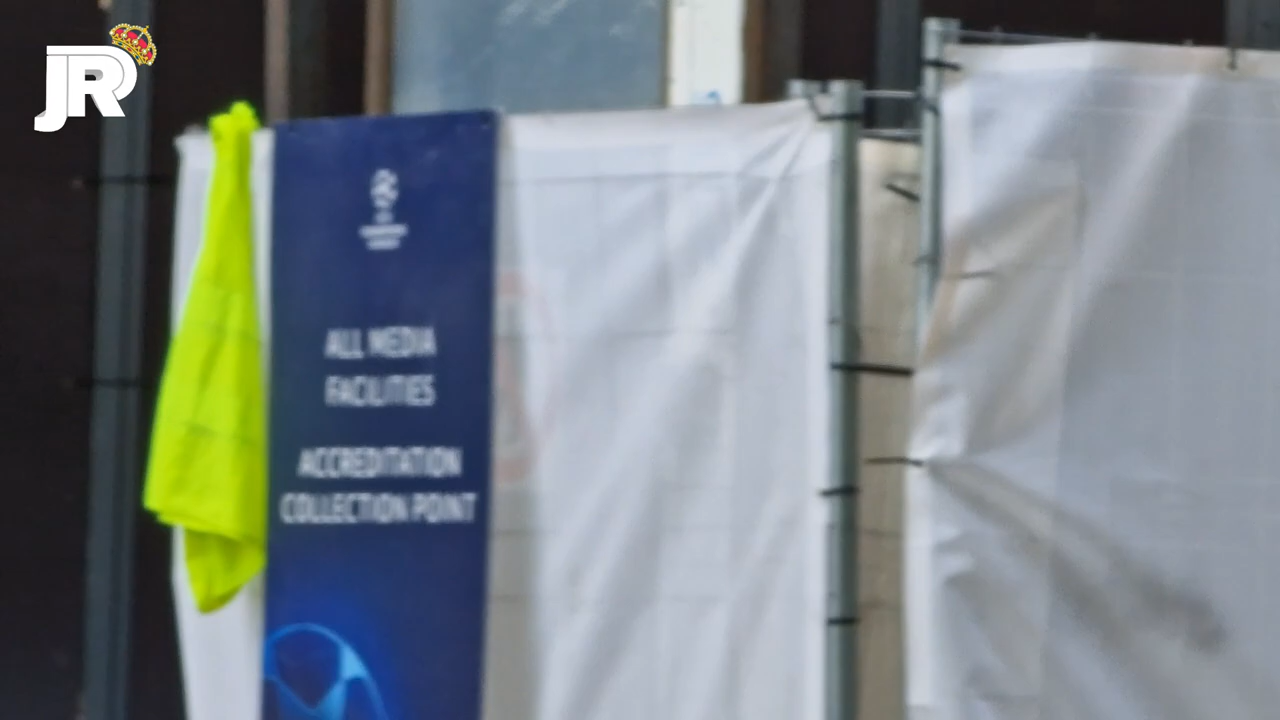 JR
ALL MEDIA
FACILITIES
ACCREDITATION
COLLECTION POINT